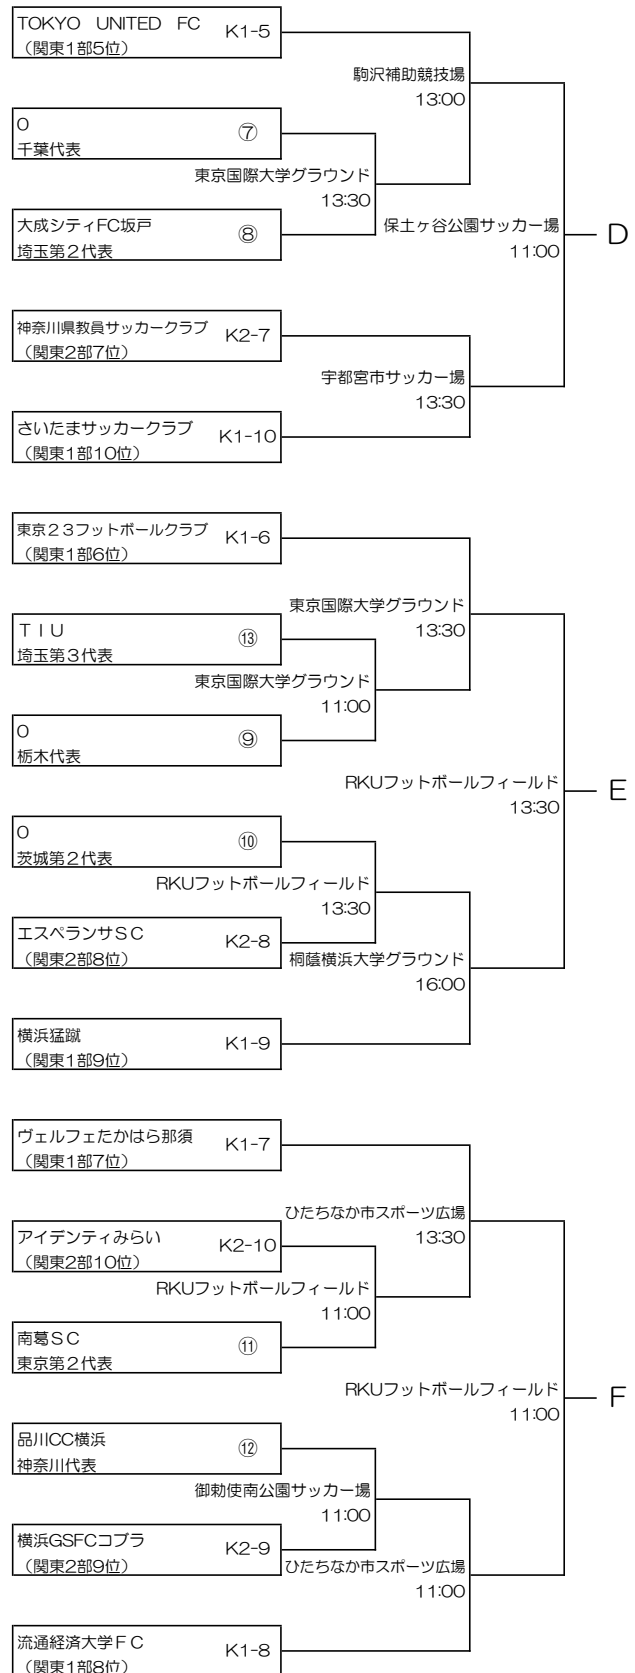 TOKYO　UNITED　FC K1-5
（関東1部5位）
駒沢補助競技場
13:00
0 ⑦
千葉代表
東京国際大学グラウンド
13:30
大成シティFC坂戸 ⑧
埼玉第２代表
保土ヶ谷公園サッカー場
11:00
D
神奈川県教員サッカークラブ K2-7
（関東2部7位）
宇都宮市サッカー場
13:30
さいたまサッカークラブ K1-10
（関東1部10位）
東京２３フットボールクラブ K1-6
（関東1部6位）
東京国際大学グラウンド
13:30
ＴＩＵ ⑬
埼玉第３代表
東京国際大学グラウンド
11:00
0 ⑨
栃木代表
RKUフットボールフィールド
13:30
E
0 ⑩
茨城第２代表
RKUフットボールフィールド
13:30
エスペランサＳＣ K2-8
（関東2部8位）
桐蔭横浜大学グラウンド
16:00
横浜猛蹴 K1-9
（関東1部9位）
ヴェルフェたかはら那須 K1-7
（関東1部7位）
ひたちなか市スポーツ広場
13:30
アイデンティみらい K2-10
（関東2部10位）
RKUフットボールフィールド
11:00
南葛ＳＣ ⑪
東京第２代表
RKUフットボールフィールド
11:00
F
品川CC横浜 ⑫
神奈川代表
御勅使南公園サッカー場
11:00
横浜GSFCコブラ K2-9
（関東2部9位）
ひたちなか市スポーツ広場
11:00
流通経済大学ＦＣ K1-8
（関東1部8位）